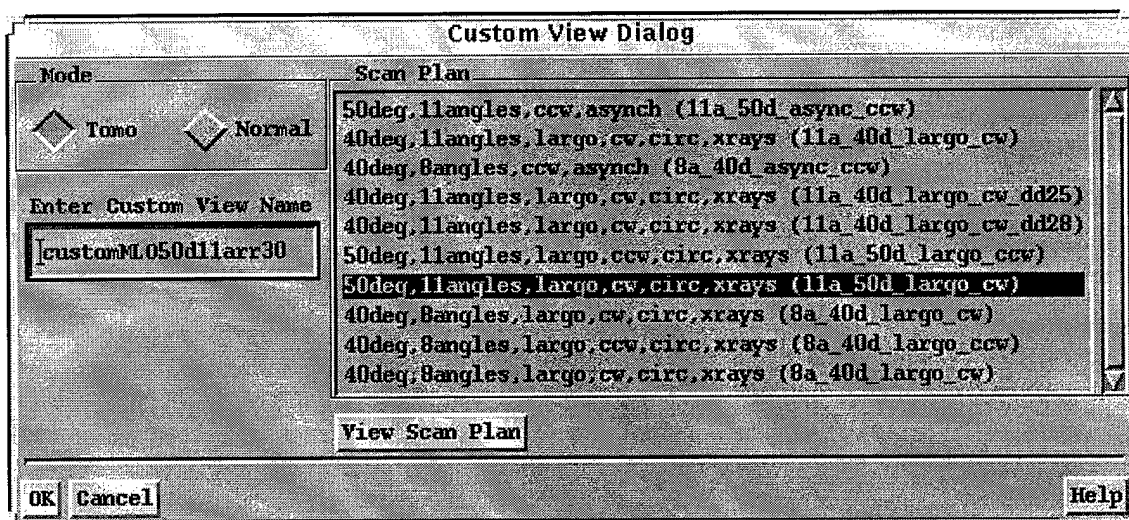 Custom View Dialog
Mode
Tomo
Normal
Enter Custom View Name
customMLO50d11arr30
Scan Plan
50deg,11angles,ccw,asynch (11a_50d_async_ccw)
40deg,11angles,largo,cw,circ,xrays (11a_40d_largo_cw)
40deg,8angles,ccw,asynch (8a_40d_async_ccw)
40deg,11angles,largo,cw,circ,xrays (11a_40d_largo_cw_dd25)
40deg,11angles,largo,cw,circ,xrays (11a_40d_largo_cw_dd28)
50deg,11angles,largo,ccw,circ,xrays (11a_50d_largo_ccw)
50deg,11angles,largo,cw,circ,xrays (11a_50d_largo_cw)
40deg,8angles,largo,cw,circ,xrays (8a_40d_largo_cw)
40deg,8angles,largo,ccw,circ,xrays (8a_40d_largo_ccw)
40deg,8angles,largo,cw,circ,xrays (8a_40d_largo_cw)
View Scan Plan
OK
Cancel
Help